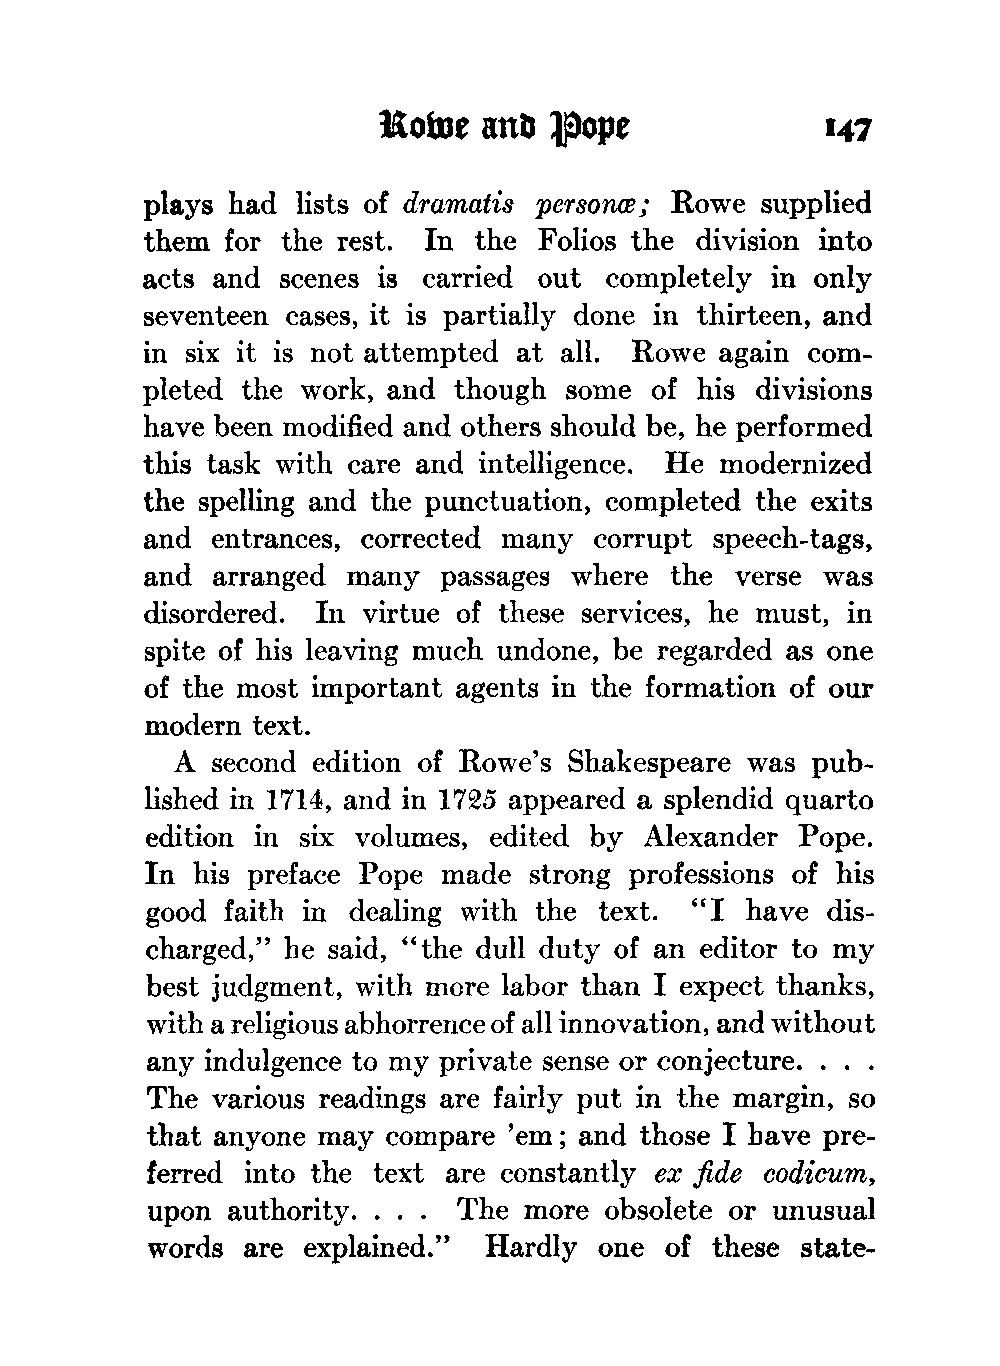 Rowe and Pope 147
plays had lists of dramatis personœ; Rowe supplied
them for the rest. In the Folios the division into
acts and scenes is carried out completely in only
seventeen cases, it is partially done in thirteen, and
in six it is not attempted at all. Rowe again com-
pleted the work, and though some of his divisions
have been modified and others should be, he performed
this task with care and intelligence. He modernized
the spelling and the punctuation, completed the exits
and entrances, corrected many corrupt speech-tags,
and arranged many passages where the verse was
disordered. In virtue of these services, he must, in
spite of his leaving much undone, be regarded as one
of the most important agents in the formation of our
modern text.
A second edition of Rowe's Shakespeare was pub-
lished in 1714, and in 1725 appeared a splendid quarto
edition in six volumes, edited by Alexander Pope.
In his preface Pope made strong professions of his
good faith in dealing with the text. “I have dis-
charged,” he said, “the dull duty of an editor to my
best judgment, with more labor than I expect thanks,
with a religious abhorrence of all innovation, and without
any indulgence to my private sense or conjecture. . . .
The various readings are fairly put in the margin, so
that anyone may compare 'em; and those I have pre-
ferred into the text are constantly ex fide codicum,
upon authority. . . . The more obsolete or unusual
words are explained.” Hardly one of these state-